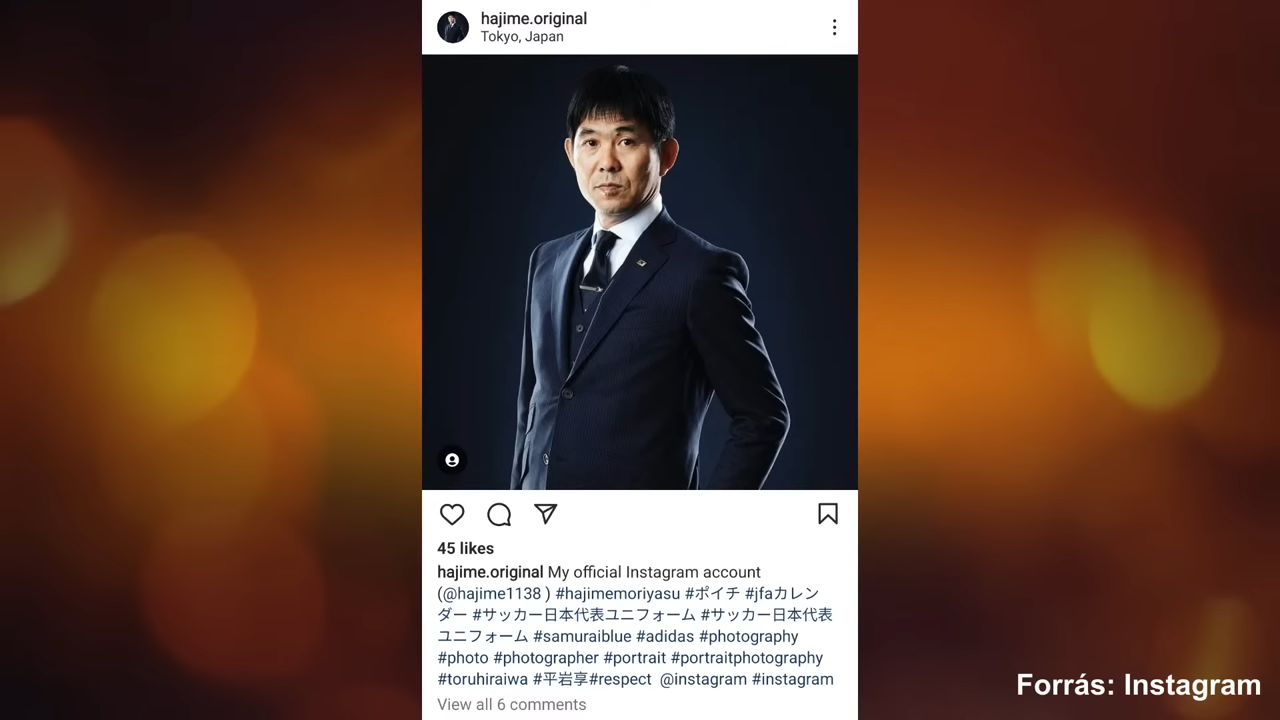 hajime.original
Tokyo, Japan
45 likes
hajime.original My official Instagram account
(@hajime1138 ) #hajimemoriyasu #ポイチ #jfaカレン
ダー #サッカー日本代表ユニフォーム #サッカー日本代表
ユニフォーム #samuraiblue #adidas #photography
#photo #photographer #portrait #portraitphotography
#toruhiraiwa #平岩享#respect @instagram #instagram
View all 6 comments
Forrás: Instagram